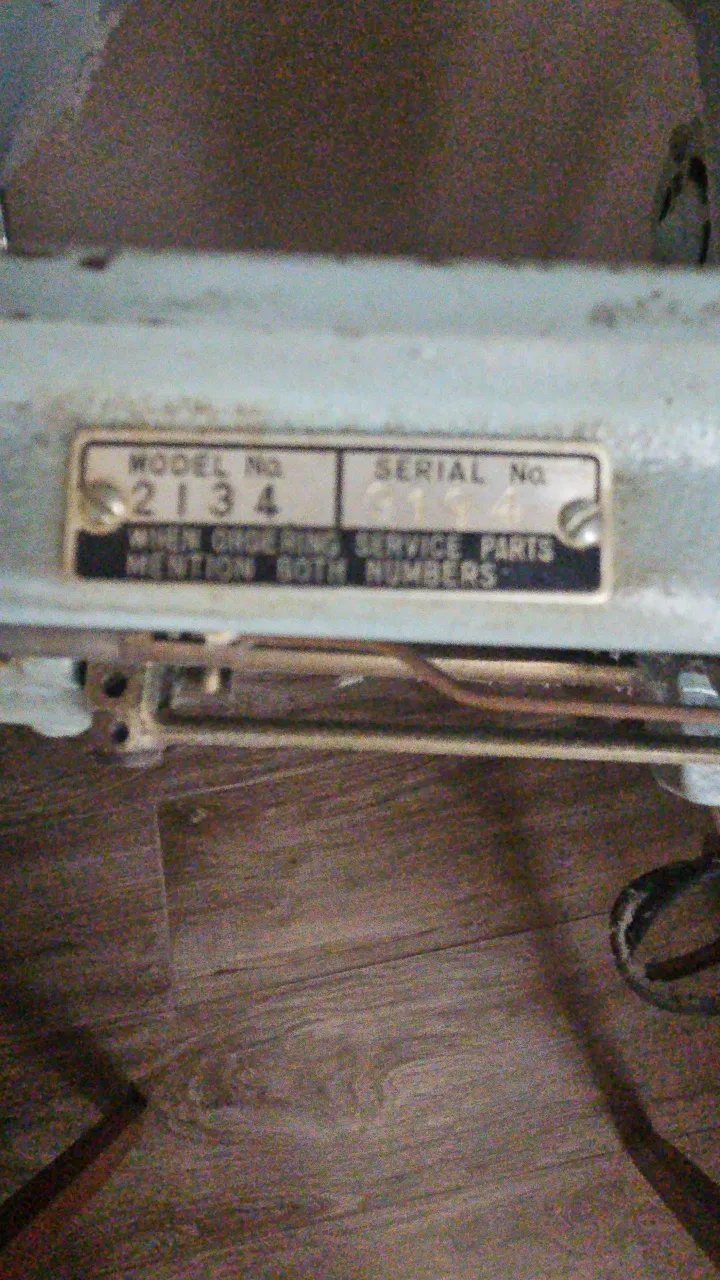 MODEL No.
2134
SERIAL No.
WHEN ORDERING SERVICE PARTS
MENTION BOTH NUMBERS